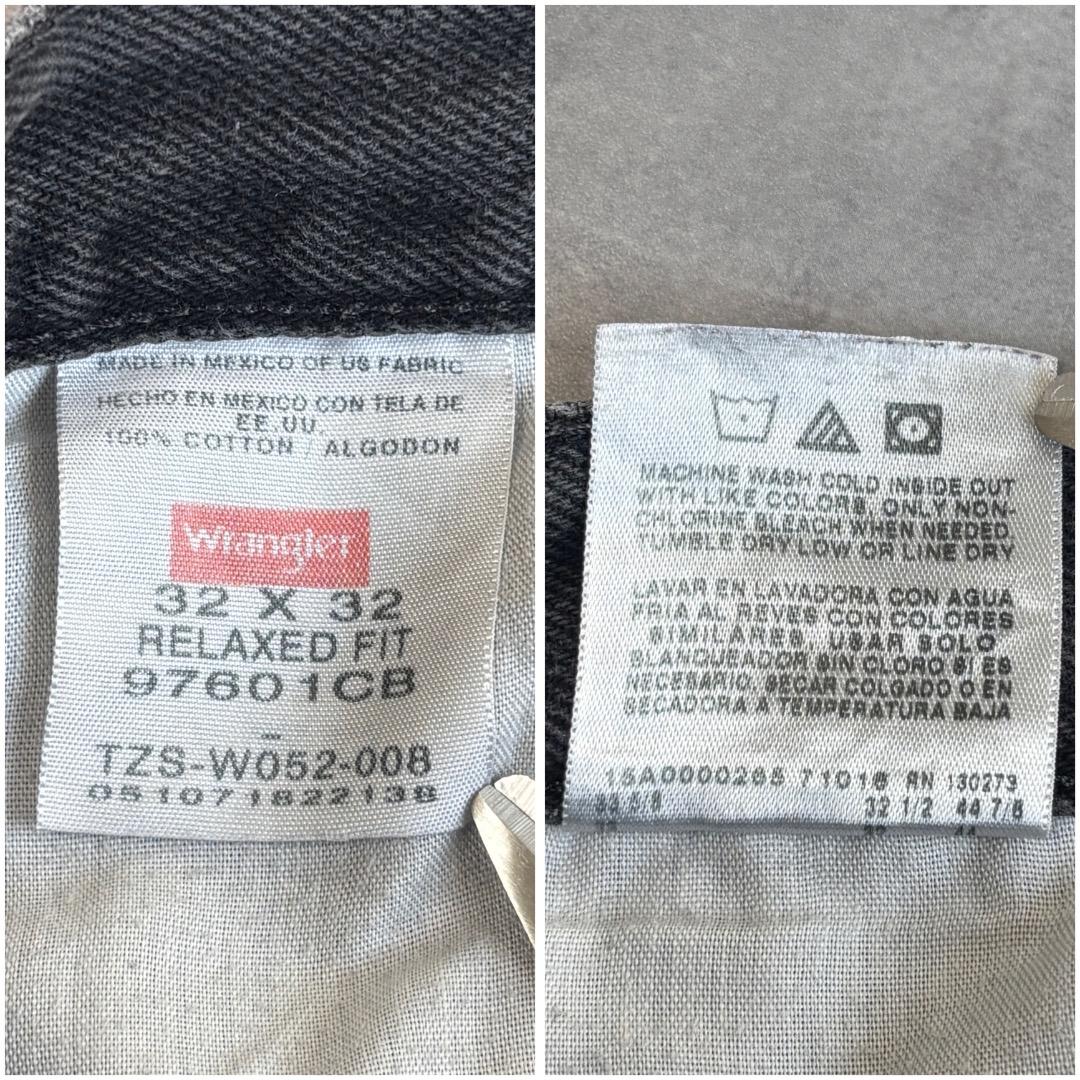 MADE IN MEXICO OF US FABRIC
HECHO EN MEXICO CON TELA DE
EE.UU.
100% COTTON / ALGODON
Wrangler
32 X 32
RELAXED FIT
97601CB
-
TZS-W052-008
051071822138
MACHINE WASH COLD INSIDE OUT
WITH LIKE COLORS, ONLY NON-
CHLORINE BLEACH WHEN NEEDED.
TUMBLE DRY LOW OR LINE DRY
LAVAR EN LAVADORA CON AGUA
FRIA AL REVES CON COLORES
SIMILARES. USAR SOLO
BLANQUEADOR SIN CLORO SI ES
NECESARIO. SECAR COLGADO O EN
SECADORA A TEMPERATURA BAJA
15A0000265 71016 RN 130273
32 1/2 44 7/8